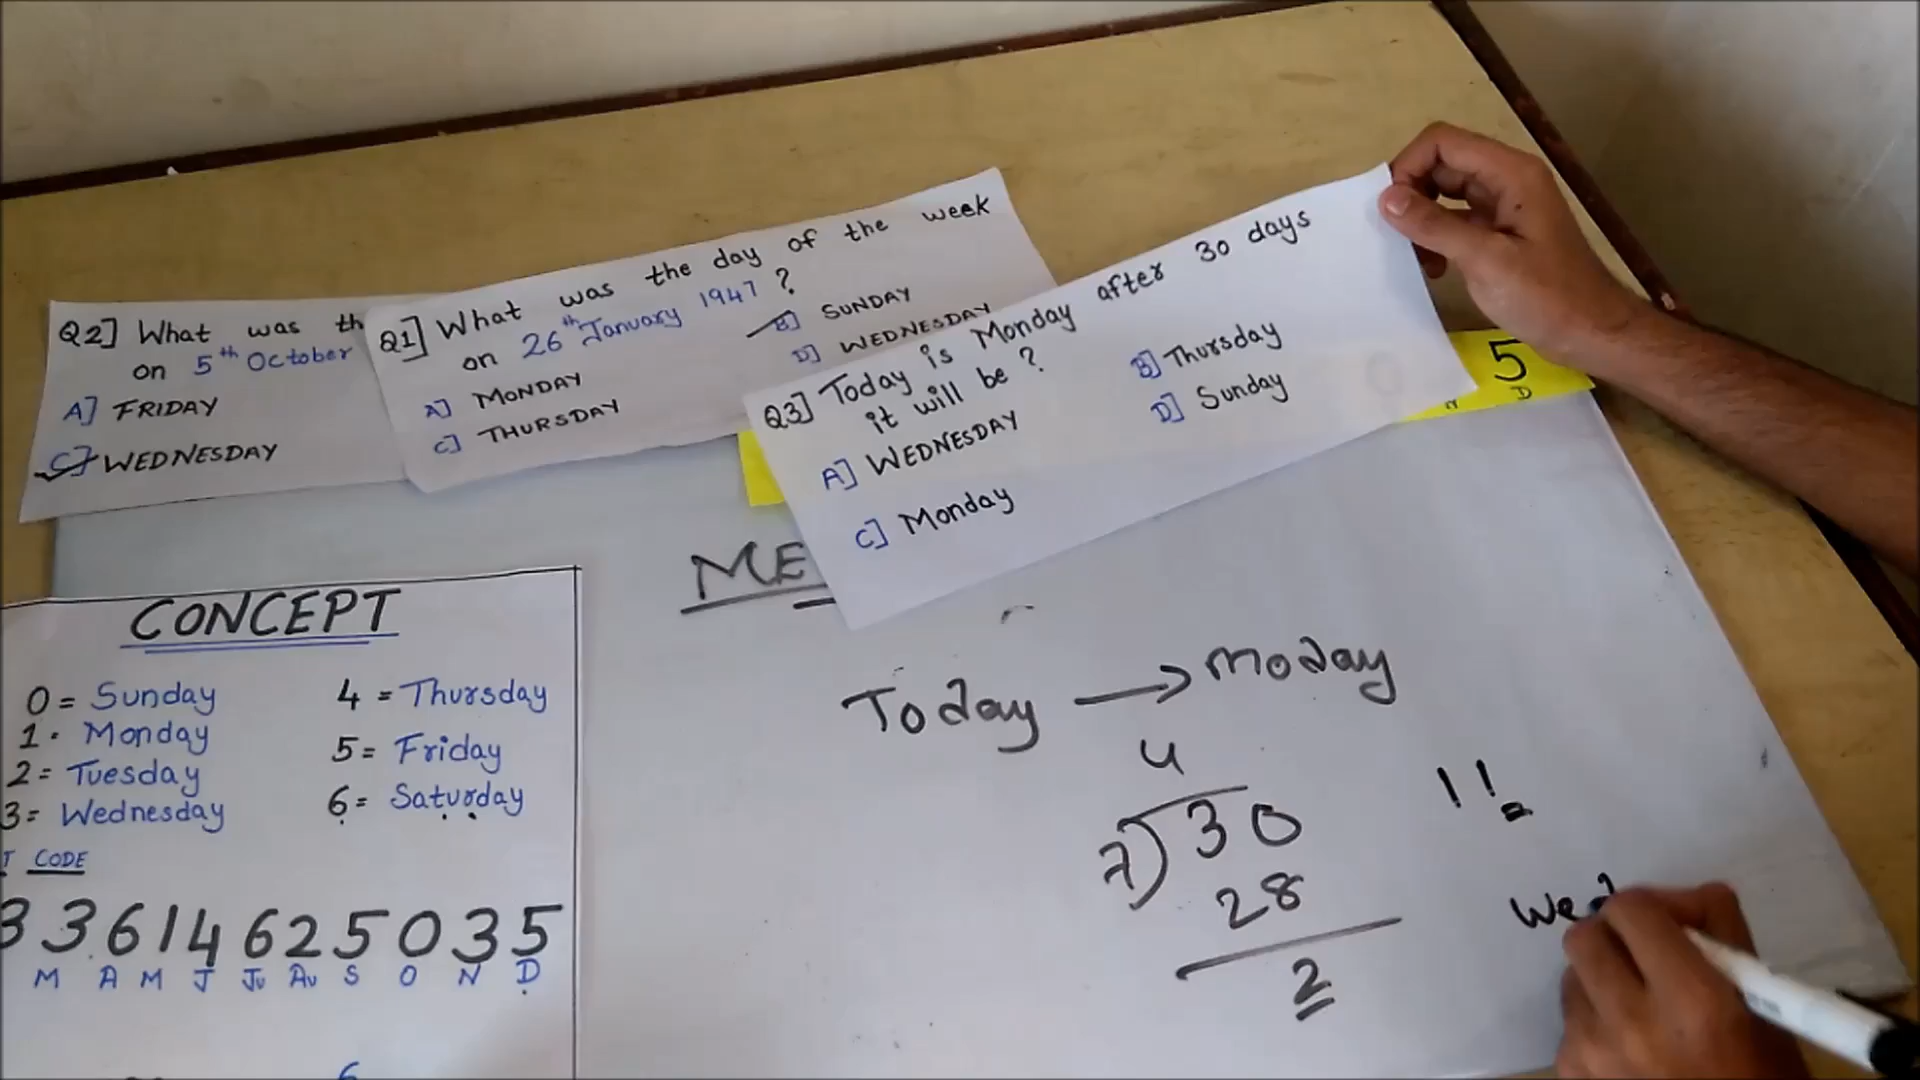 Q2] What was th
on 5th October
A] FRIDAY
C] WEDNESDAY
Q1] What was the day of the week
on 26th January 1947 ?
A] MONDAY
B] SUNDAY
C] THURSDAY
D] WEDNESDAY
Q3] Today is Monday after 30 days
it will be ?
A] WEDNESDAY
B] Thursday
C] Monday
D] Sunday
5
N D
ME
CONCEPT
0 = Sunday
4 = Thursday
1. Monday
5 = Friday
2 = Tuesday
6 = Saturday
3 = Wednesday
CODE
3 3 6 1 4 6 2 5 0 3 5
M A M J Ju Au S O N D
6
Today → Moday
4
7) 30
28
2
Wed